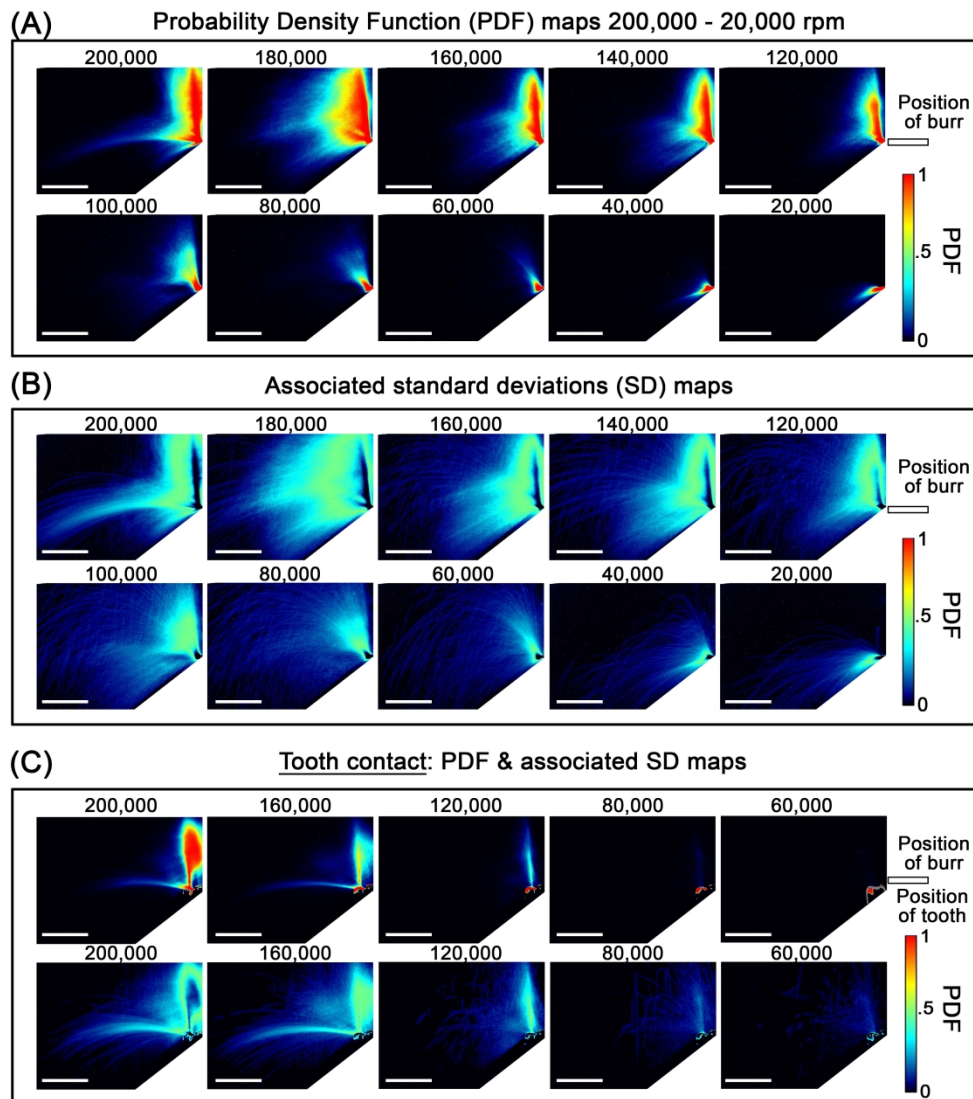 (A)
Probability Density Function (PDF) maps 200,000 - 20,000 rpm
200,000
180,000
160,000
140,000
120,000
Position
of burr
100,000
80,000
60,000
40,000
20,000
1
.5
0
PDF
(B)
Associated standard deviations (SD) maps
200,000
180,000
160,000
140,000
120,000
Position
of burr
100,000
80,000
60,000
40,000
20,000
1
.5
0
PDF
(C)
Tooth contact: PDF & associated SD maps
200,000
160,000
120,000
80,000
60,000
Position
of burr
Position
of tooth
200,000
160,000
120,000
80,000
60,000
1
.5
0
PDF